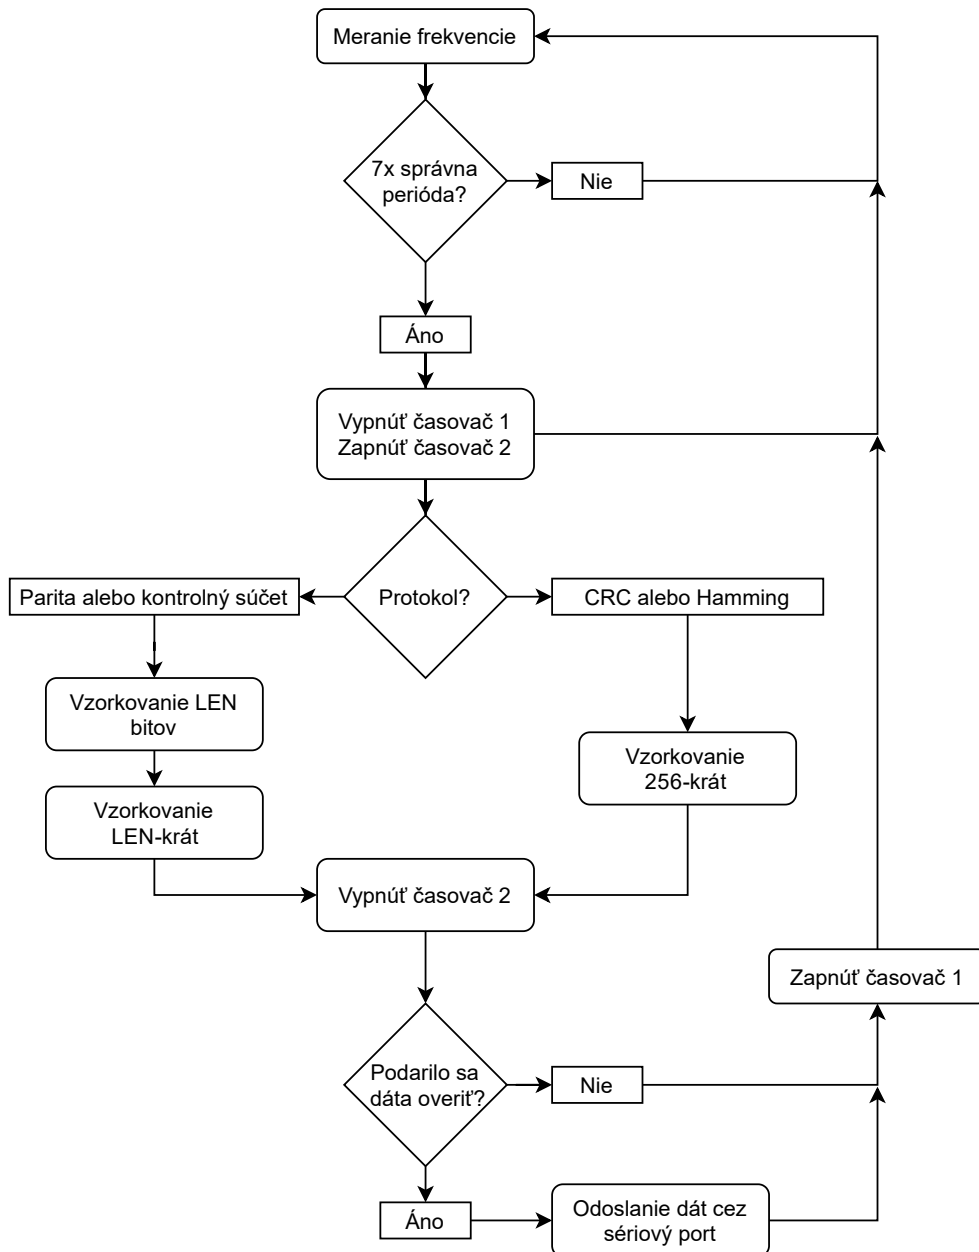 Meranie frekvencie
7x správna
perióda?
Nie
Áno
Vypnúť časovač 1
Zapnúť časovač 2
Parita alebo kontrolný súčet
Protokol?
CRC alebo Hamming
Vzorkovanie LEN
bitov
Vzorkovanie
256-krát
Vzorkovanie
LEN-krát
Vypnúť časovač 2
Zapnúť časovač 1
Podarilo sa
dáta overiť?
Nie
Áno
Odoslanie dát cez
sériový port